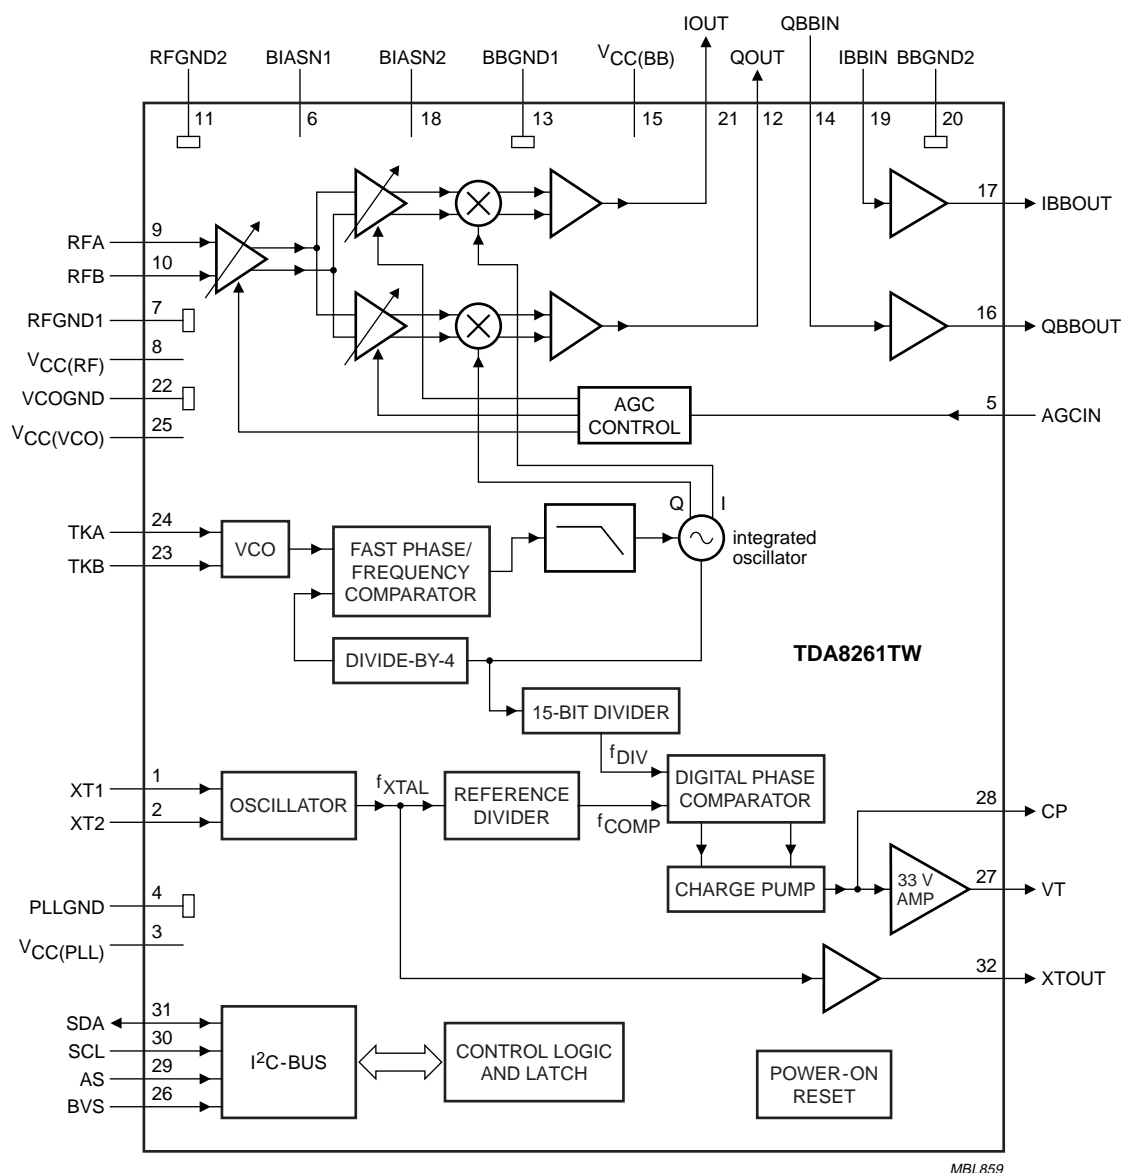 IOUT QBBIN
RFGND2 BIASN1 BIASN2 BBGND1 VCC(BB) QOUT IBBIN BBGND2
11 6 18 13 15 21 12 14 19 20
17 IBBOUT
RFA 9
RFB 10
RFGND1 7
16 QBBOUT
VCC(RF) 8
VCOGND 22
VCC(VCO) 25
AGC
CONTROL
5 AGCIN
Q I
TKA 24
TKB 23
VCO
FAST PHASE/
FREQUENCY
COMPARATOR
integrated
oscillator
DIVIDE-BY-4
TDA8261TW
15-BIT DIVIDER
fDIV
XT1 1
XT2 2
OSCILLATOR
fXTAL
REFERENCE
DIVIDER
fCOMP
DIGITAL PHASE
COMPARATOR
28 CP
CHARGE PUMP
33 V
AMP
27 VT
PLLGND 4
VCC(PLL) 3
32 XTOUT
SDA 31
SCL 30
AS 29
BVS 26
I2C-BUS
CONTROL LOGIC
AND LATCH
POWER-ON
RESET
MBL859